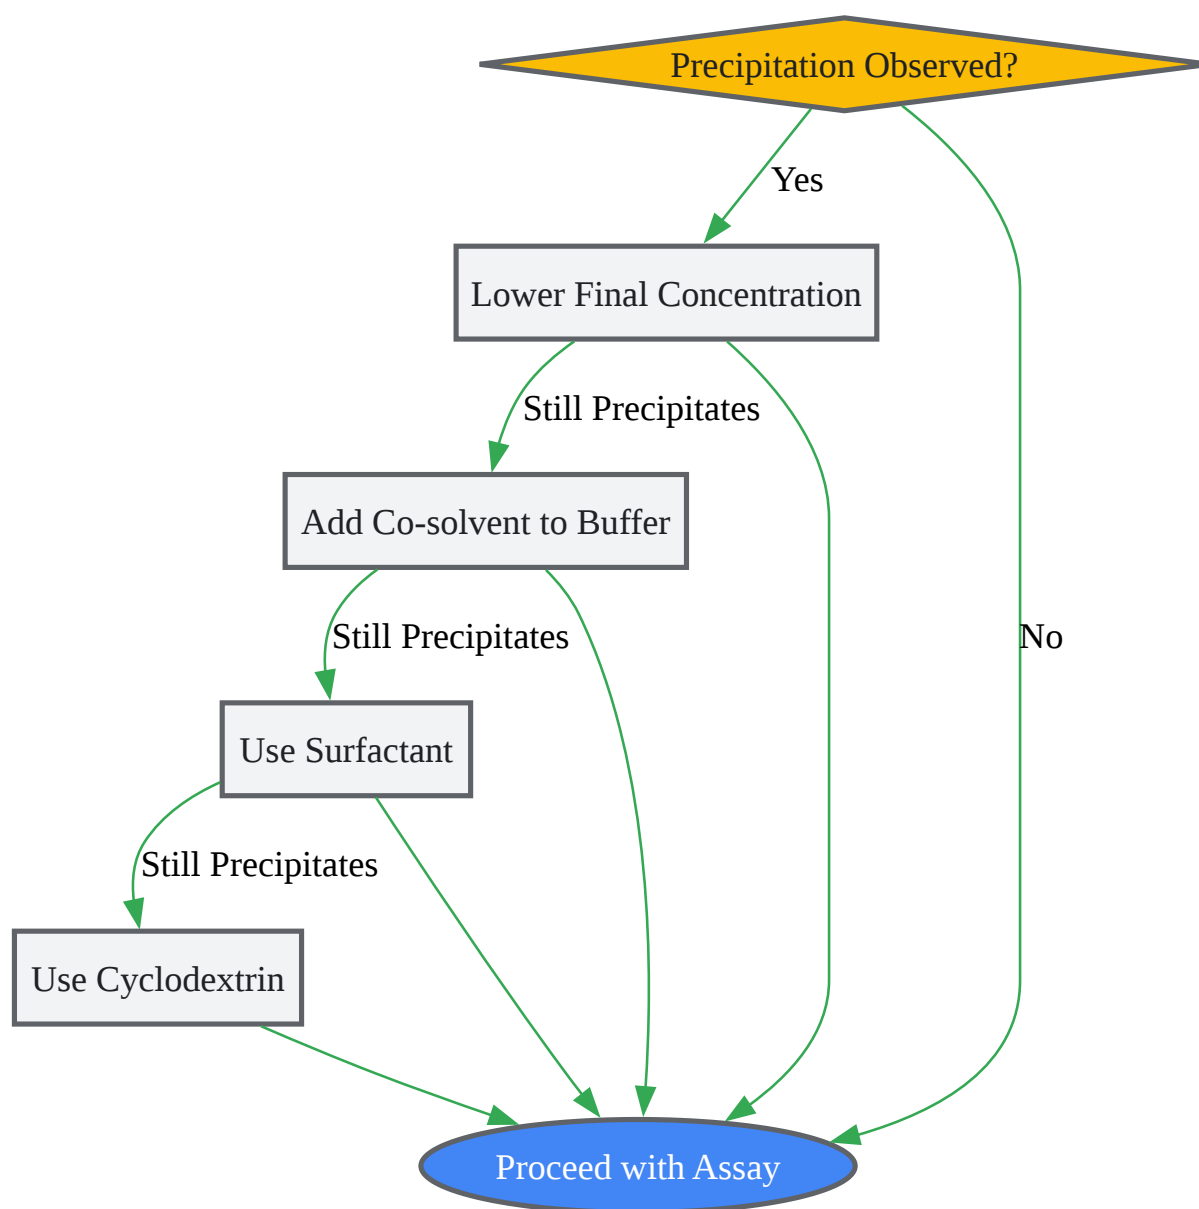 Precipitation Observed?
Yes
Lower Final Concentration
Still Precipitates
Add Co-solvent to Buffer
Still Precipitates
No
Use Surfactant
Still Precipitates
Use Cyclodextrin
Proceed with Assay